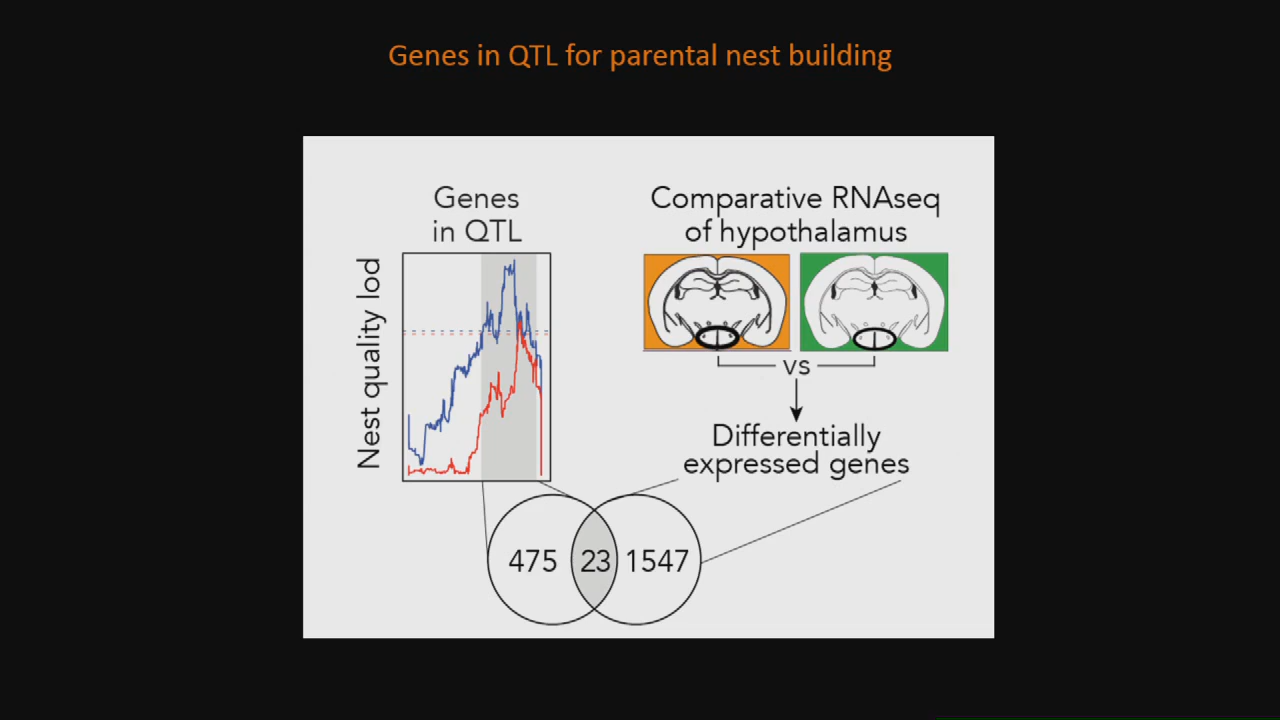 Genes in QTL for parental nest building
Genes
in QTL
Nest quality lod
Comparative RNAseq
of hypothalamus
vs
Differentially
expressed genes
475
23
1547